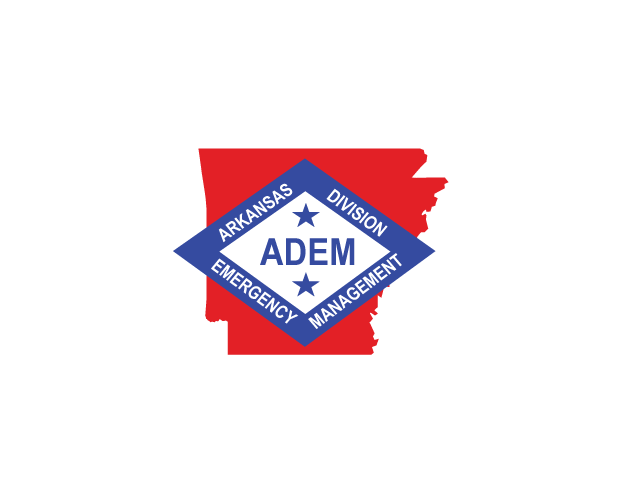 ARKANSAS
DIVISION
ADEM
EMERGENCY
MANAGEMENT